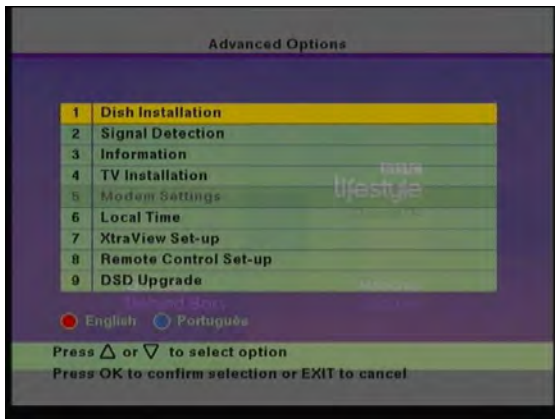 Advanced Options
1 Dish Installation
2 Signal Detection
3 Information
4 TV Installation
5 Modem Settings
6 Local Time
7 XtraView Set-up
8 Remote Control Set-up
9 DSD Upgrade
lifestyle
English Português
Press △ or ▽ to select option
Press OK to confirm selection or EXIT to cancel